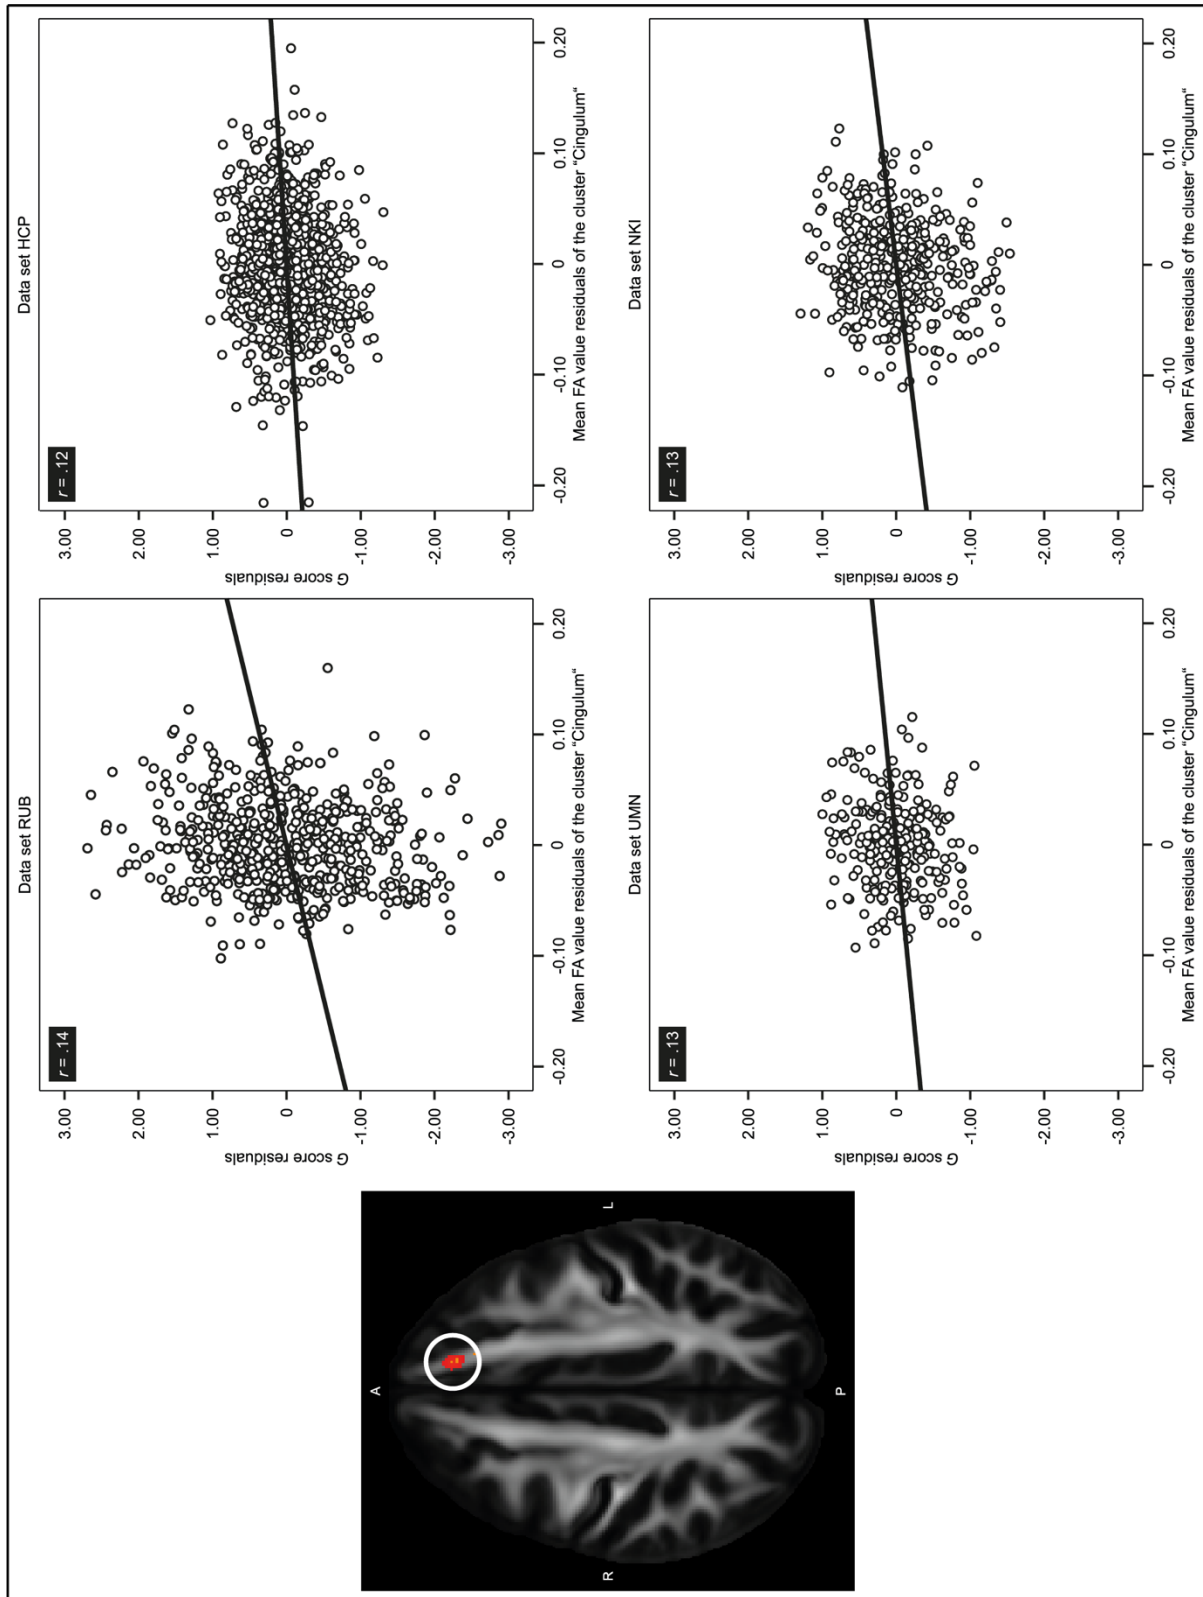 A
R
L
P
Data set RUB
r = .14
G score residuals
3.00
2.00
1.00
0
-1.00
-2.00
-3.00
-0.20 -0.10 0 0.10 0.20
Mean FA value residuals of the cluster "Cingulum“
Data set HCP
r = .12
G score residuals
3.00
2.00
1.00
0
-1.00
-2.00
-3.00
-0.20 -0.10 0 0.10 0.20
Mean FA value residuals of the cluster "Cingulum“
Data set UMN
r = .13
G score residuals
3.00
2.00
1.00
0
-1.00
-2.00
-3.00
-0.20 -0.10 0 0.10 0.20
Mean FA value residuals of the cluster "Cingulum“
Data set NKI
r = .13
G score residuals
3.00
2.00
1.00
0
-1.00
-2.00
-3.00
-0.20 -0.10 0 0.10 0.20
Mean FA value residuals of the cluster "Cingulum“